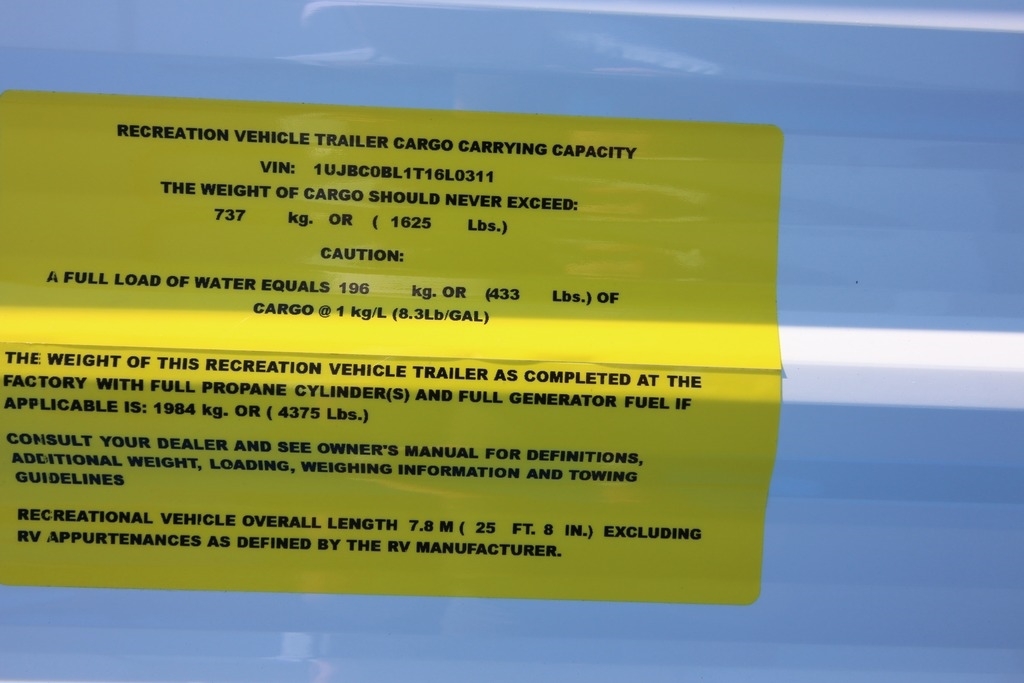 RECREATION VEHICLE TRAILER CARGO CARRYING CAPACITY
VIN: 1UJBC0BL1T16L0311
THE WEIGHT OF CARGO SHOULD NEVER EXCEED:
737 kg. OR ( 1625 Lbs.)
CAUTION:
A FULL LOAD OF WATER EQUALS 196 kg. OR (433 Lbs.) OF
CARGO @ 1 kg/L (8.3Lb/GAL)
THE WEIGHT OF THIS RECREATION VEHICLE TRAILER AS COMPLETED AT THE
FACTORY WITH FULL PROPANE CYLINDER(S) AND FULL GENERATOR FUEL IF
APPLICABLE IS: 1984 kg. OR ( 4375 Lbs.)
CONSULT YOUR DEALER AND SEE OWNER'S MANUAL FOR DEFINITIONS,
ADDITIONAL WEIGHT, LOADING, WEIGHING INFORMATION AND TOWING
GUIDELINES
RECREATIONAL VEHICLE OVERALL LENGTH 7.8 M ( 25 FT. 8 IN.) EXCLUDING
RV APPURTENANCES AS DEFINED BY THE RV MANUFACTURER.